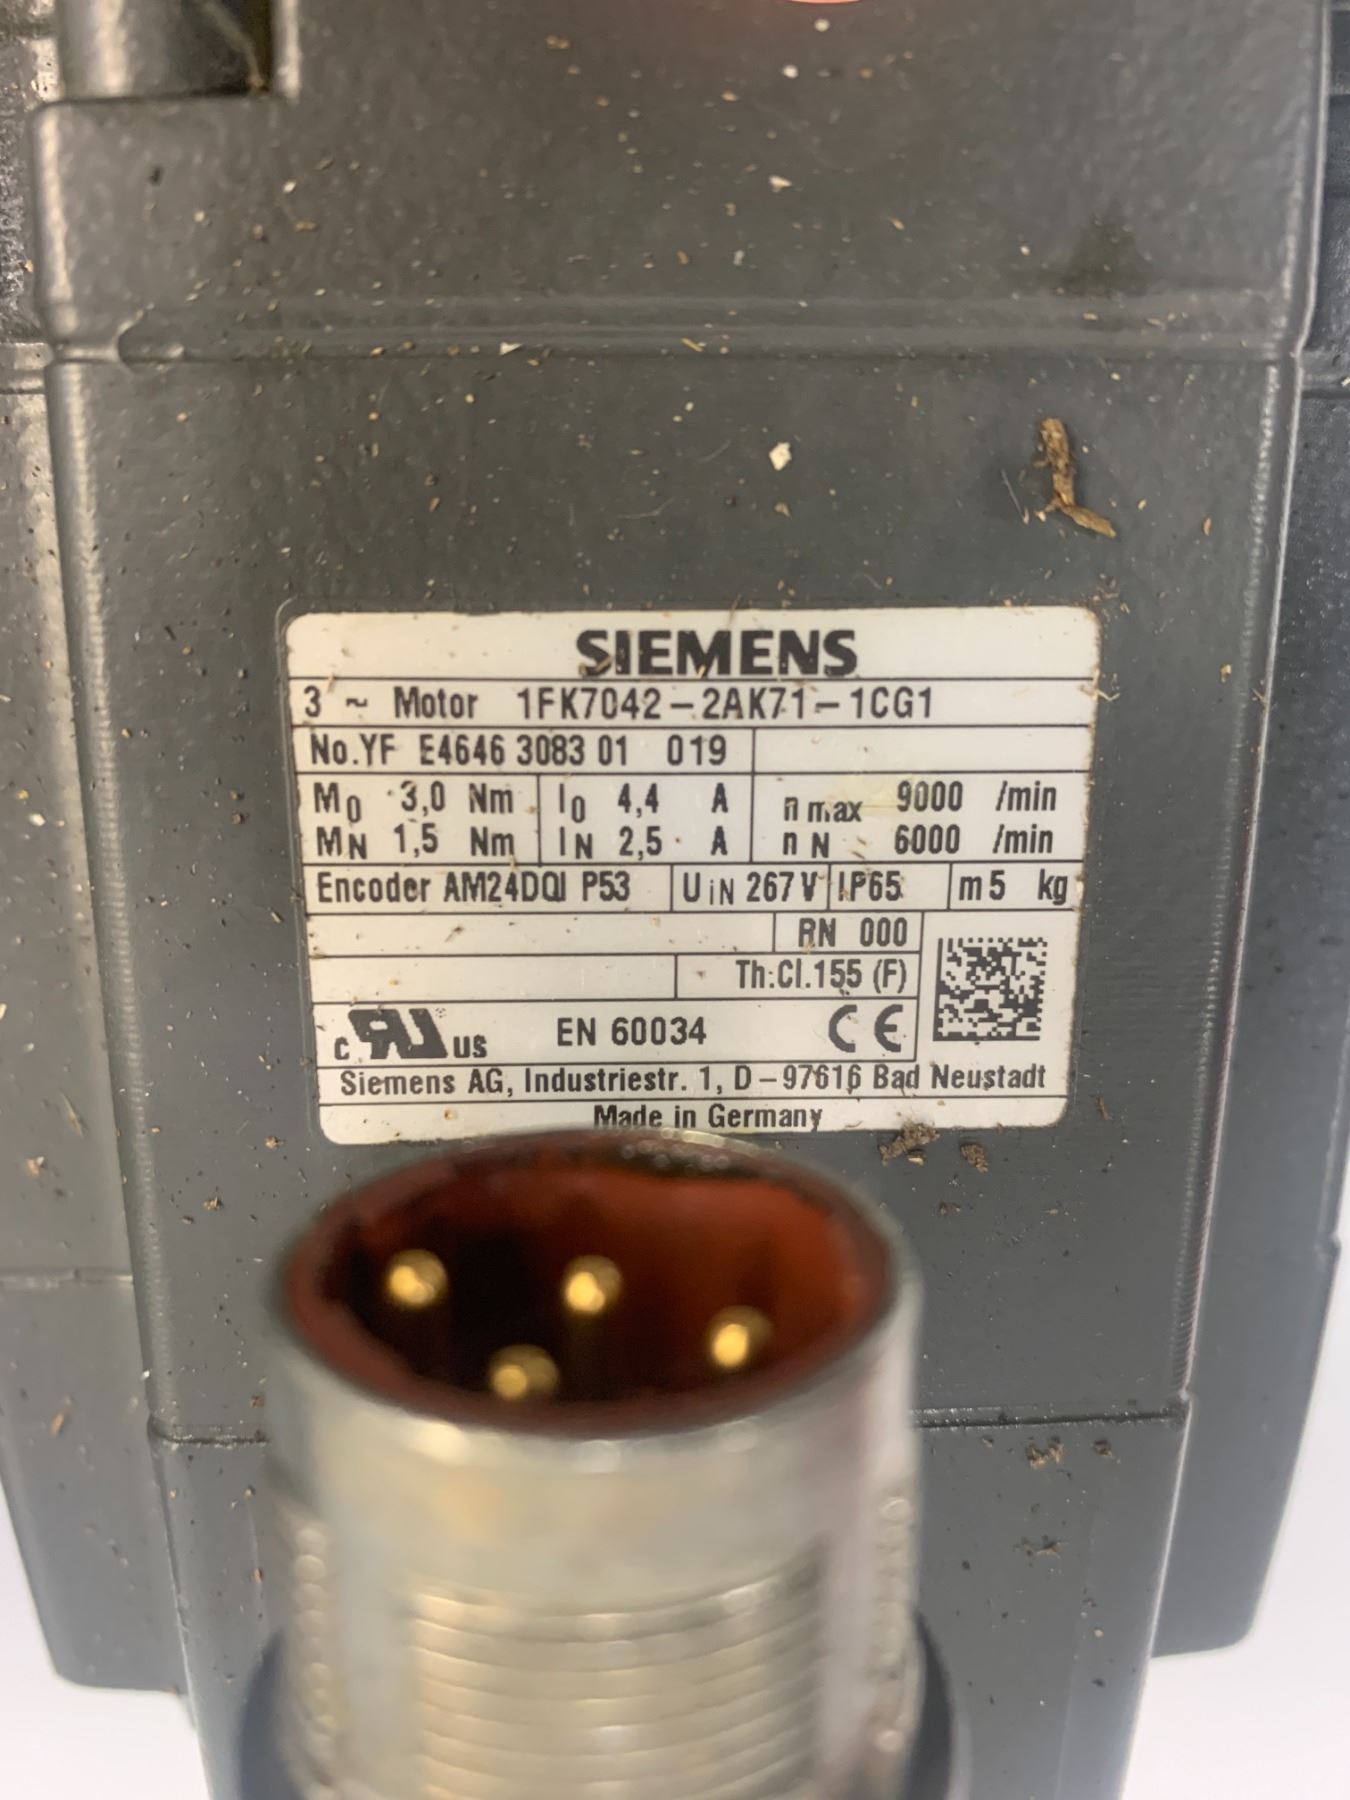 SIEMENS
3 ~ Motor 1FK7042-2AK71-1CG1
No.YF E4646 3083 01 019
M0 3,0 Nm I0 4,4 A n max 9000 /min
MN 1,5 Nm IN 2,5 A n N 6000 /min
Encoder AM24DQI P53 UIN 267 V IP65 m 5 kg
RN 000
Th.Cl.155 (F)
c RU US EN 60034 CE
Siemens AG, Industriestr. 1, D-97616 Bad Neustadt
Made in Germany